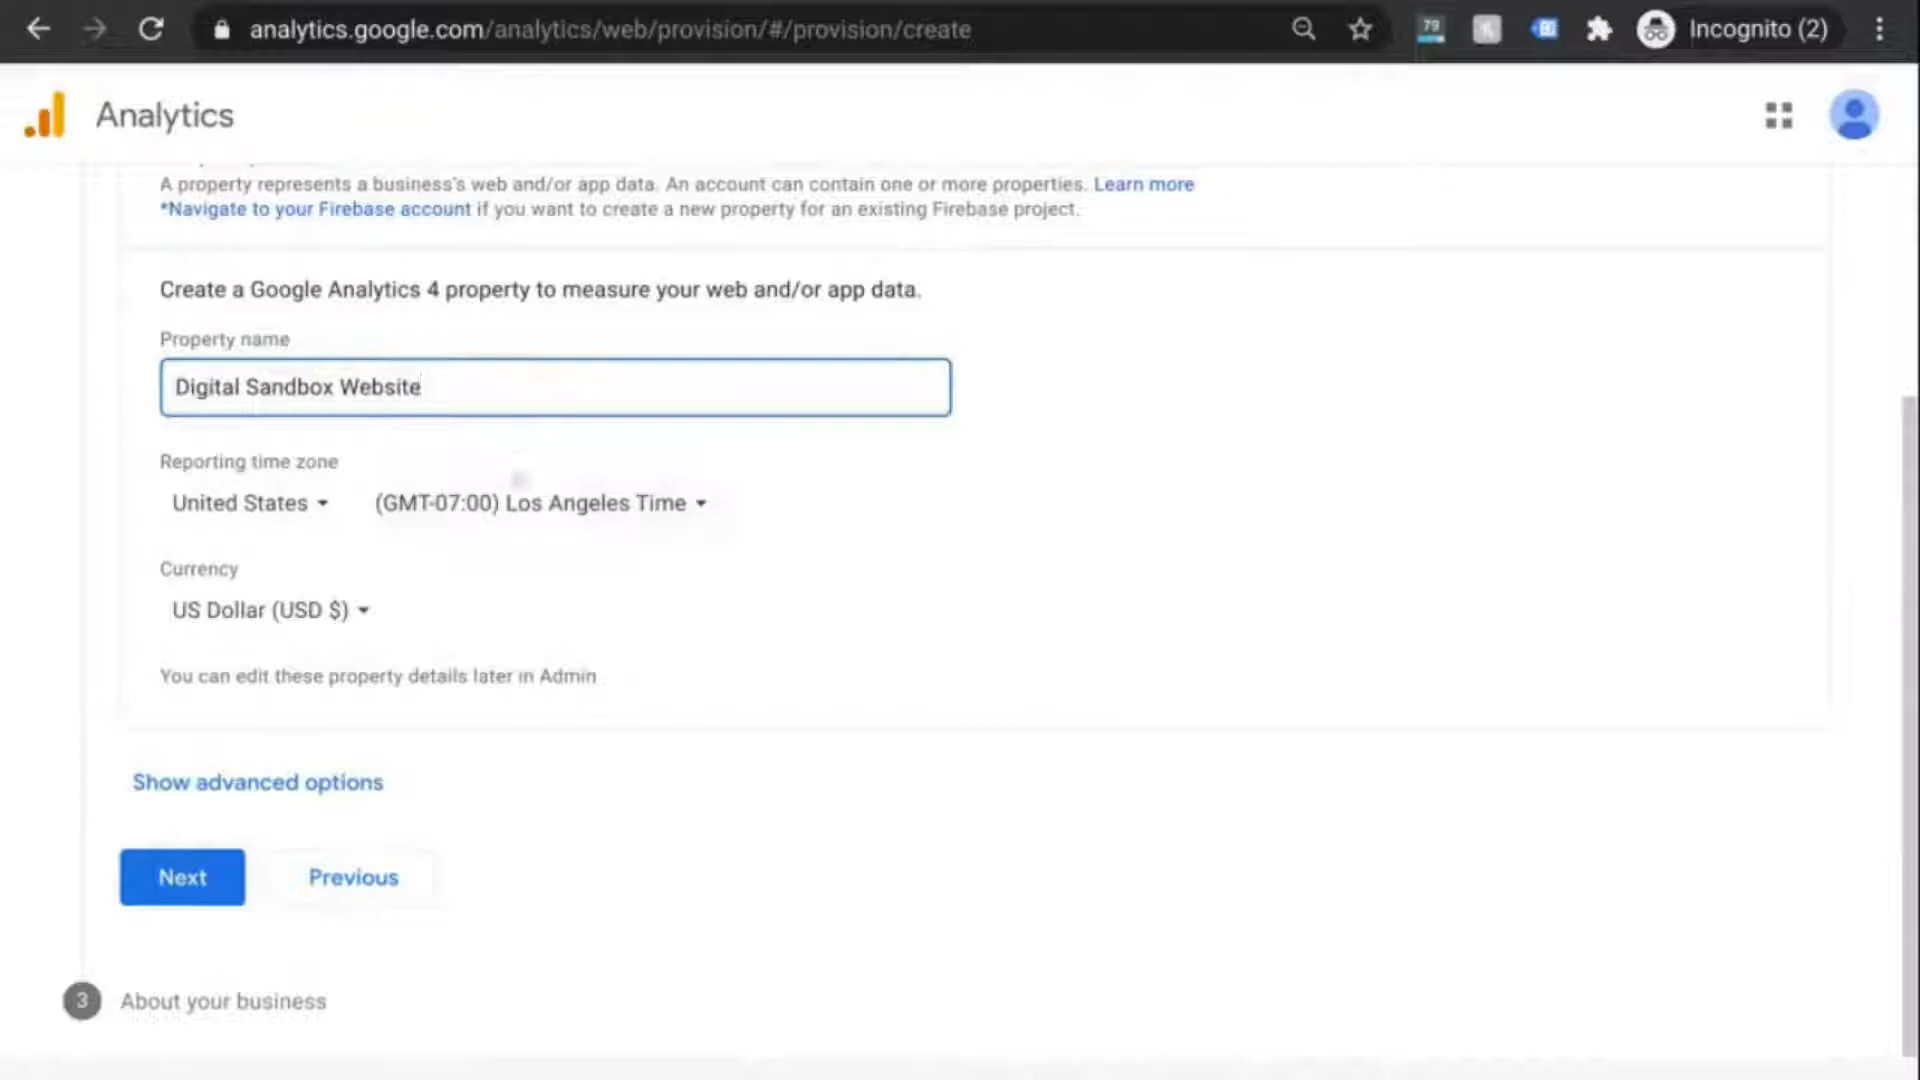 analytics.google.com/analytics/web/provision/#/provision/create
79
Incognito (2)
Analytics
A property represents a business's web and/or app data. An account can contain one or more properties. Learn more
*Navigate to your Firebase account if you want to create a new property for an existing Firebase project.
Create a Google Analytics 4 property to measure your web and/or app data.
Property name
Digital Sandbox Website
Reporting time zone
United States (GMT-07:00) Los Angeles Time
Currency
US Dollar (USD $)
You can edit these property details later in Admin
Show advanced options
Next Previous
3 About your business